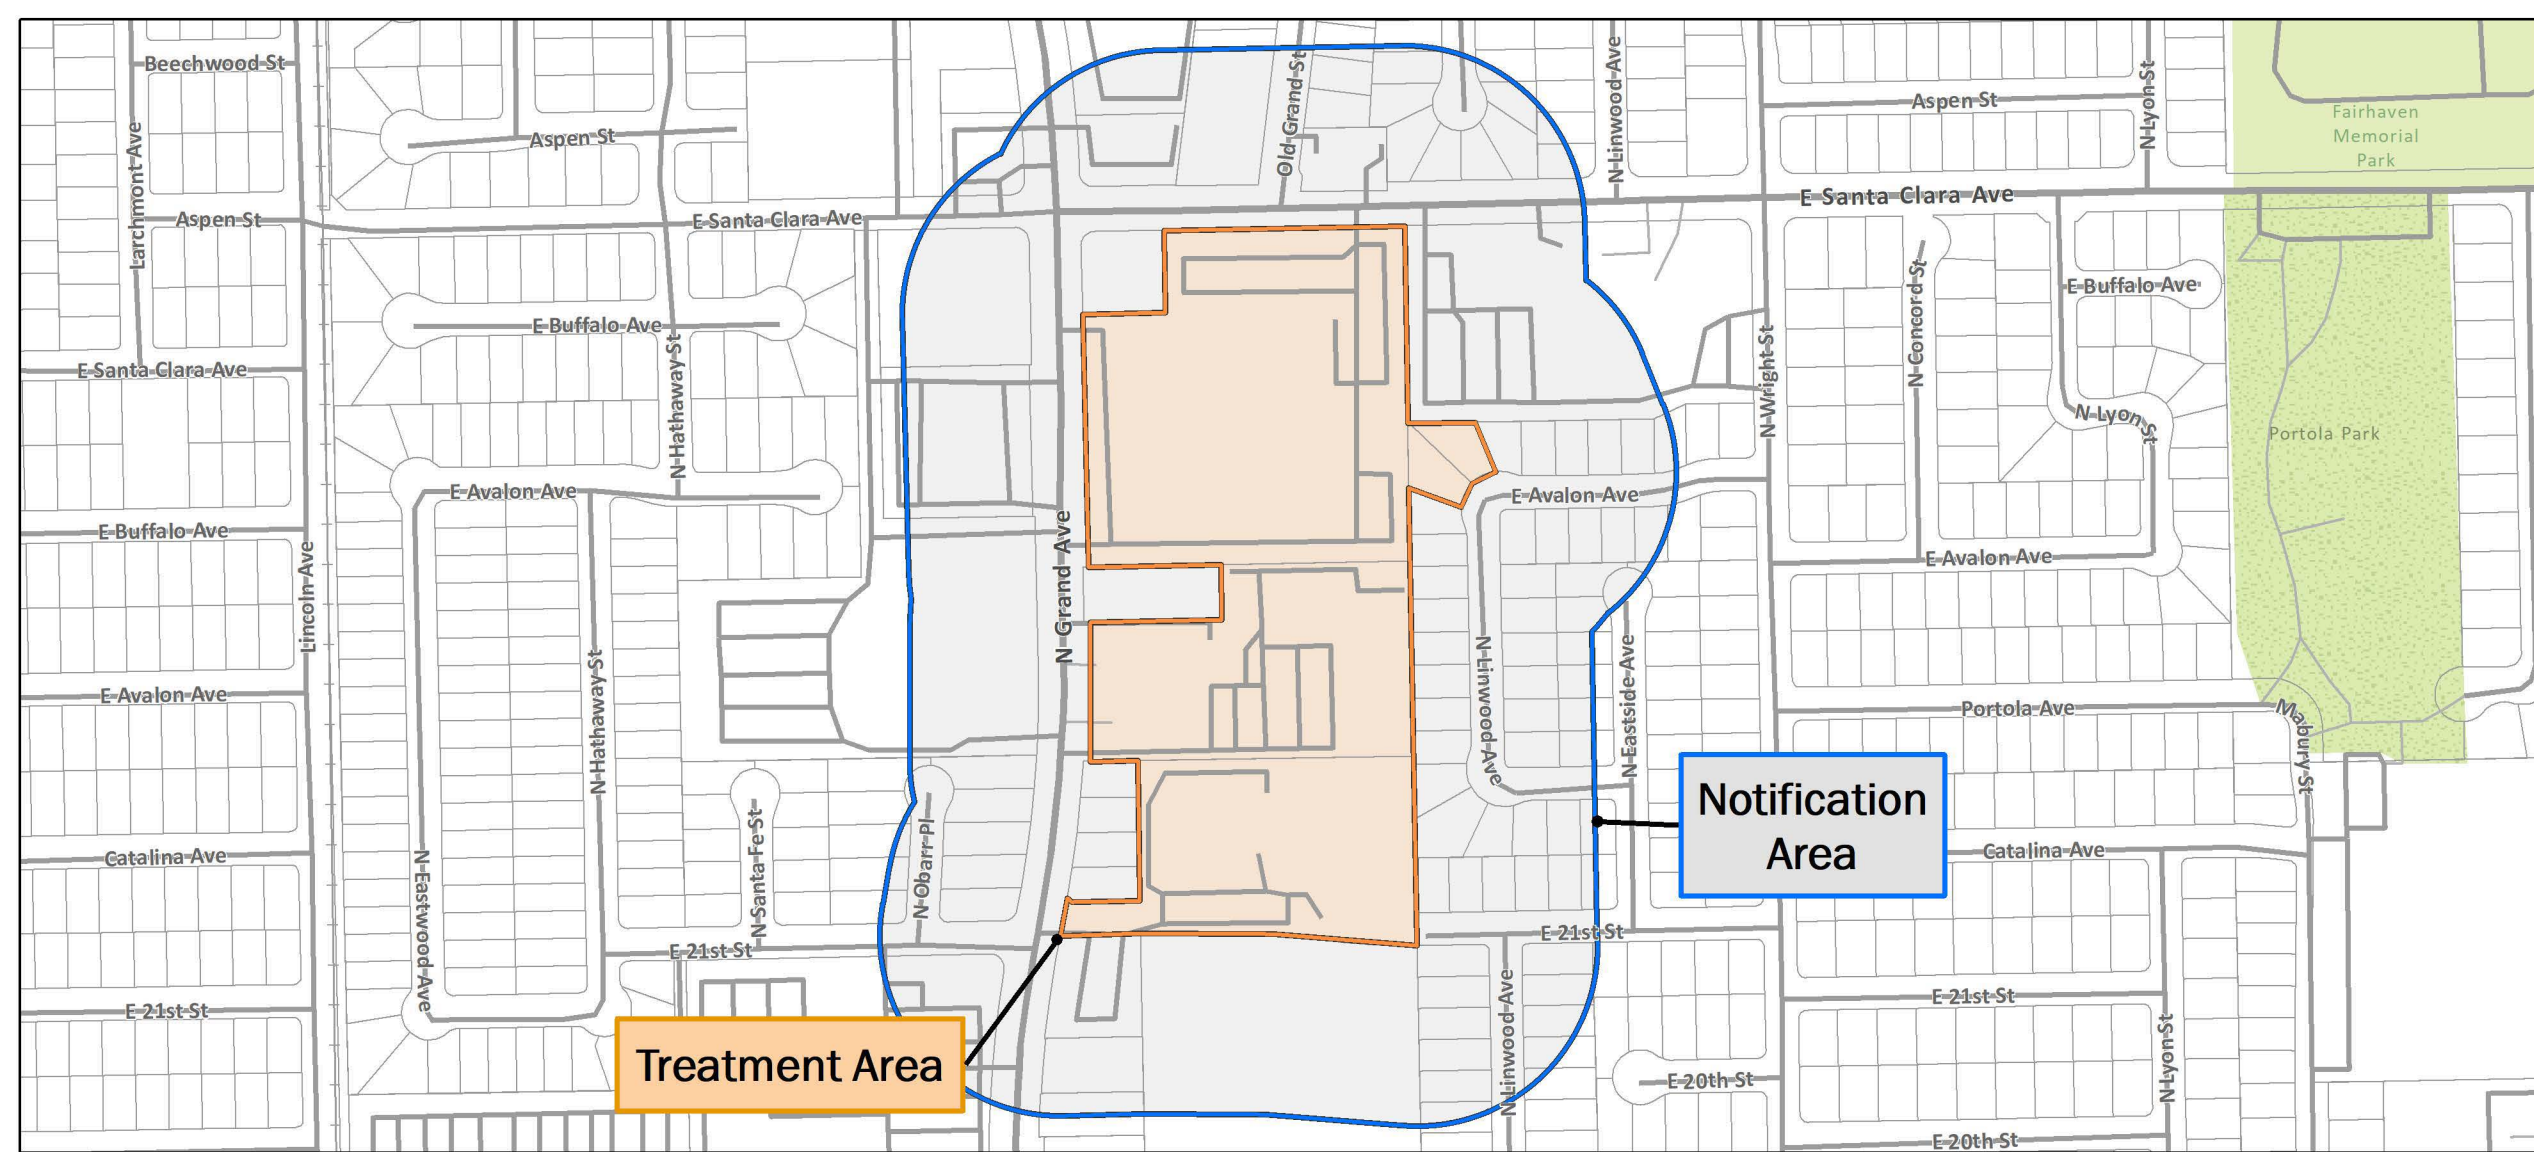 Beechwood St
Larchmont Ave
Aspen St
Aspen St
E Santa Clara Ave
Old Grand St
N Linwood Ave
Aspen St
N Lyon St
Fairhaven
Memorial
Park
E Santa Clara Ave
E Buffalo Ave
N Hathaway St
E Santa Clara Ave
N Wright St
N Concord St
E Buffalo Ave
N Lyon St
Portola Park
E Avalon Ave
E Avalon Ave
E Buffalo Ave
Lincoln Ave
N Grand Ave
E Avalon Ave
E Avalon Ave
N Hathaway St
N Linwood Ave
N Eastside Ave
Portola Ave
Mabury St
Notification
Area
Catalina Ave
N Eastwood Ave
N Santa Fe St
N Obarr Pl
Catalina Ave
E 21st St
E 21st St
E 21st St
E 21st St
Treatment Area
N Linwood Ave
E 20th St
N Lyon St
E 20th St